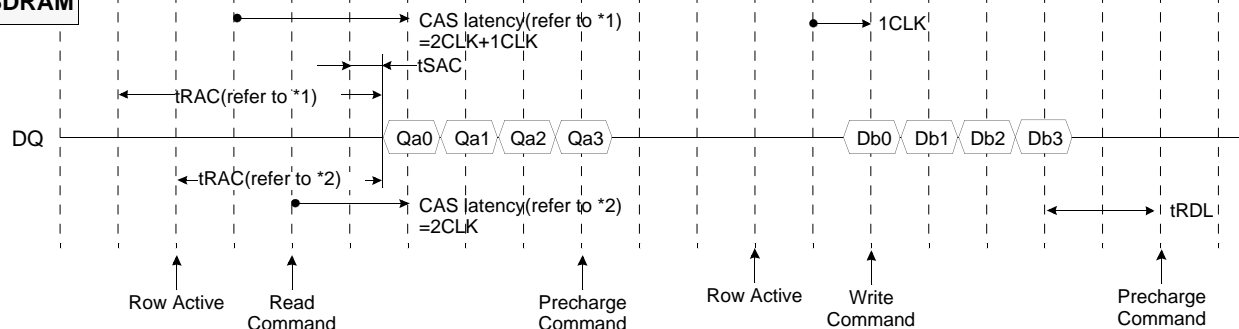 SDRAM
CAS latency(refer to *1)
=2CLK+1CLK
1CLK
tSAC
tRAC(refer to *1)
DQ
Qa0 Qa1 Qa2 Qa3
Db0 Db1 Db2 Db3
tRAC(refer to *2)
CAS latency(refer to *2)
=2CLK
tRDL
Row Active
Read
Command
Precharge
Command
Row Active
Write
Command
Precharge
Command